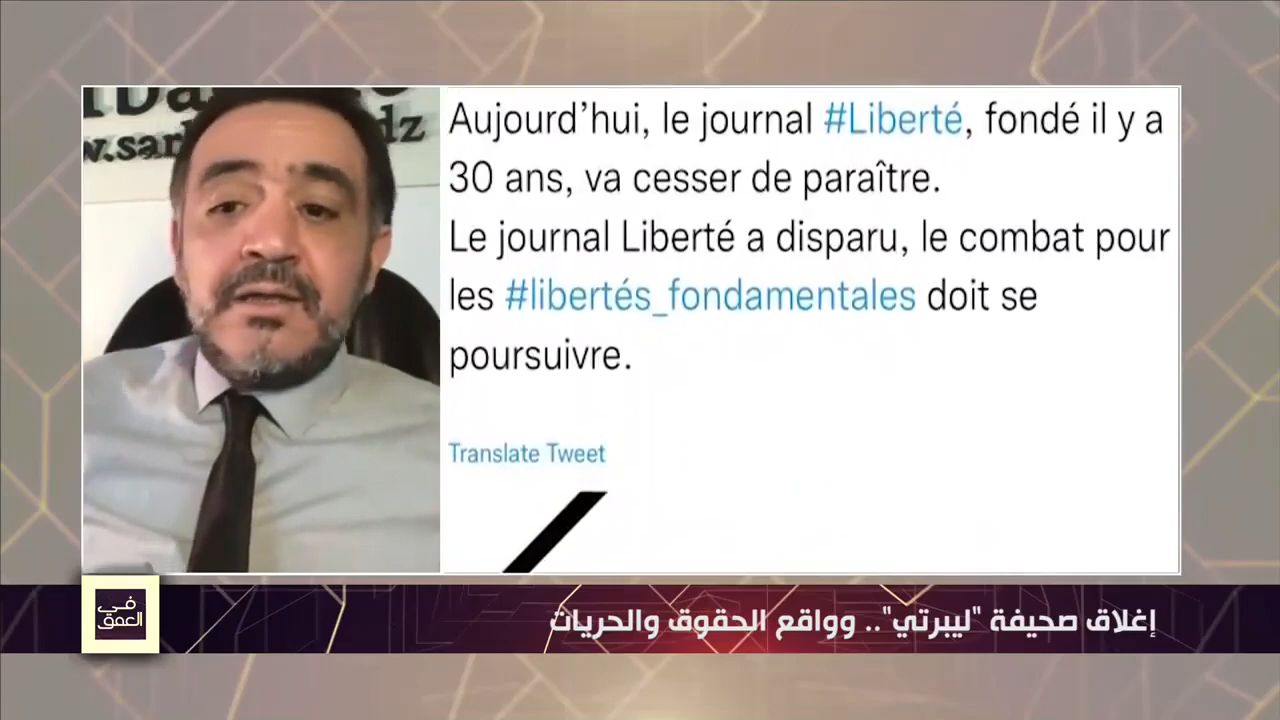 Aujourd'hui, le journal #Liberté, fondé il y a
30 ans, va cesser de paraître.
Le journal Liberté a disparu, le combat pour
les #libertés_fondamentales doit se
poursuivre.
Translate Tweet
في
العمق
إغلاق صحيفة "ليبرتي".. وواقع الحقوق والحريات